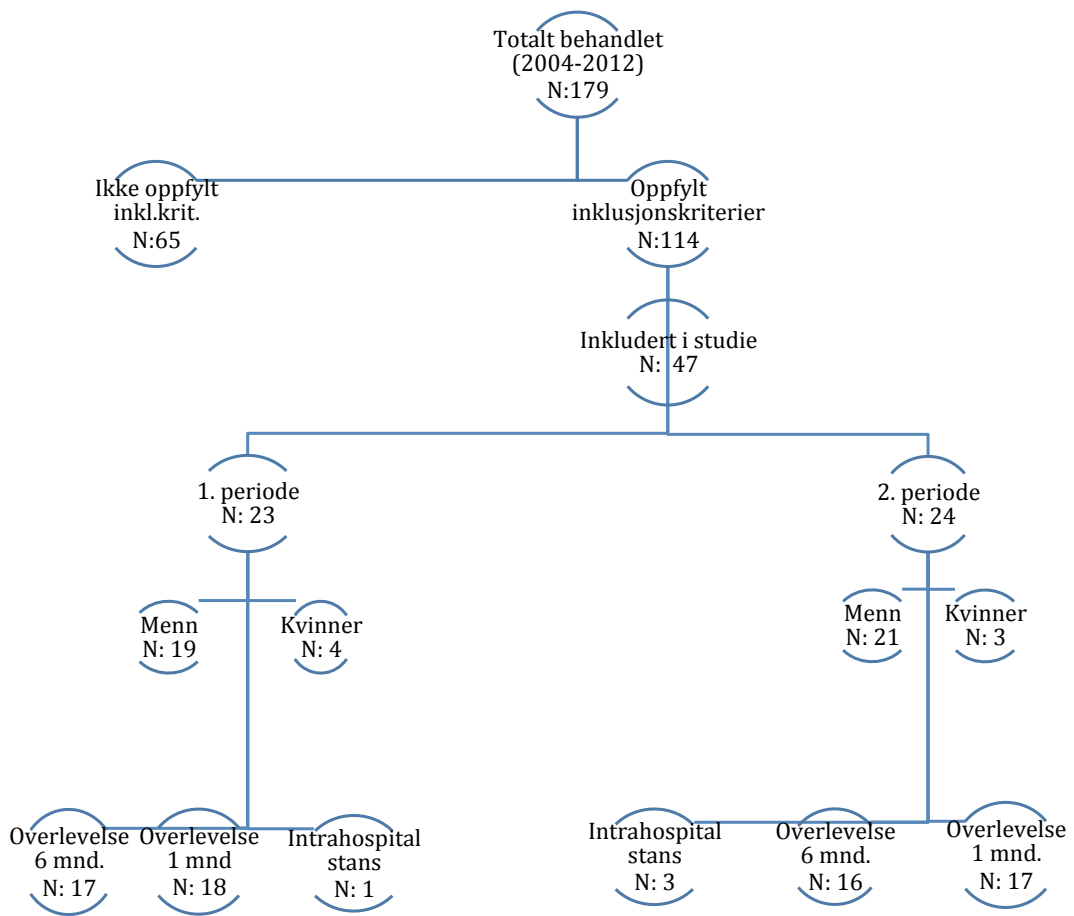 Totalt behandlet
(2004-2012)
N:179
Ikke oppfylt
inkl.krit.
N:65
Oppfylt
inklusjonskriterier
N:114
Inkludert i studie
N: 47
1. periode
N: 23
2. periode
N: 24
Menn
N: 19
Kvinner
N: 4
Menn
N: 21
Kvinner
N: 3
Overlevelse
6 mnd.
N: 17
Overlevelse
1 mnd
N: 18
Intrahospital
stans
N: 1
Intrahospital
stans
N: 3
Overlevelse
6 mnd.
N: 16
Overlevelse
1 mnd.
N: 17